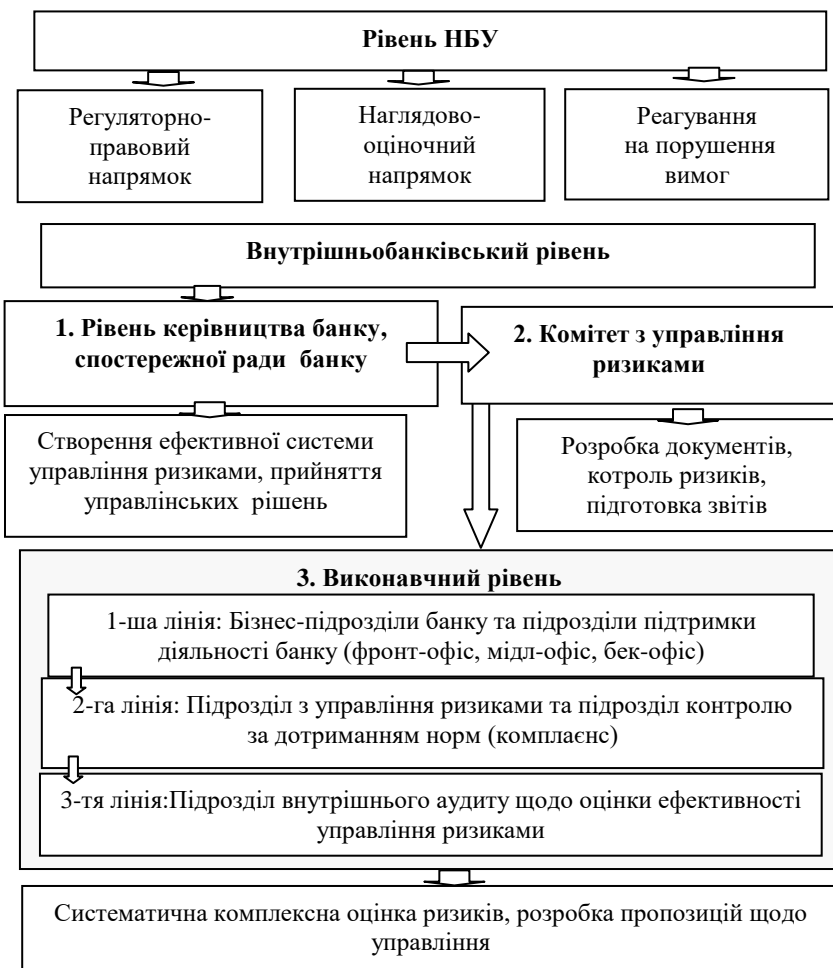 Рівень НБУ
Регуляторно-
правовий
напрямок
Наглядово-
оціночний
напрямок
Реагування
на порушення
вимог
Внутрішньобанківський рівень
1. Рівень керівництва банку,
спостережної ради банку
2. Комітет з управління
ризиками
Створення ефективної системи
управління ризиками, прийняття
управлінських рішень
Розробка документів,
котроль ризиків,
підготовка звітів
3. Виконавчний рівень
1-ша лінія: Бізнес-підрозділи банку та підрозділи підтримки
діяльності банку (фронт-офіс, мідл-офіс, бек-офіс)
2-га лінія: Підрозділ з управління ризиками та підрозділ контролю
за дотриманням норм (комплаєнс)
3-тя лінія:Підрозділ внутрішнього аудиту щодо оцінки ефективності
управління ризиками
Систематична комплексна оцінка ризиків, розробка пропозицій щодо
управління